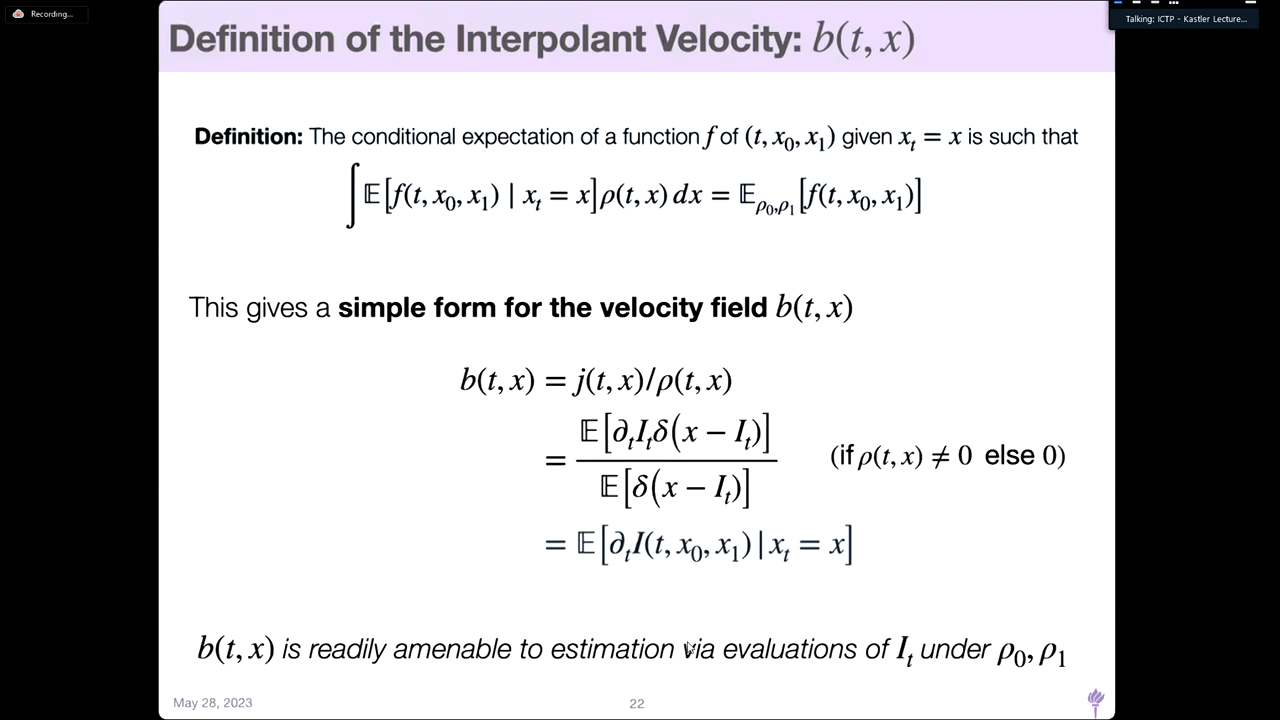 Recording...
Talking: ICTP - Kastler Lecture...
Definition of the Interpolant Velocity: b(t, x)
Definition: The conditional expectation of a function f of (t, x₀, x₁) given xₜ = x is such that
∫ 𝔼[f(t, x₀, x₁) | xₜ = x]ρ(t, x) dx = 𝔼_{ρ₀,ρ₁}[f(t, x₀, x₁)]
This gives a simple form for the velocity field b(t, x)
b(t, x) = j(t, x)/ρ(t, x)
= 𝔼[∂ₜIₜδ(x − Iₜ)] / 𝔼[δ(x − Iₜ)] (if ρ(t, x) ≠ 0 else 0)
= 𝔼[∂ₜI(t, x₀, x₁) | xₜ = x]
b(t, x) is readily amenable to estimation via evaluations of Iₜ under ρ₀, ρ₁
May 28, 2023
22